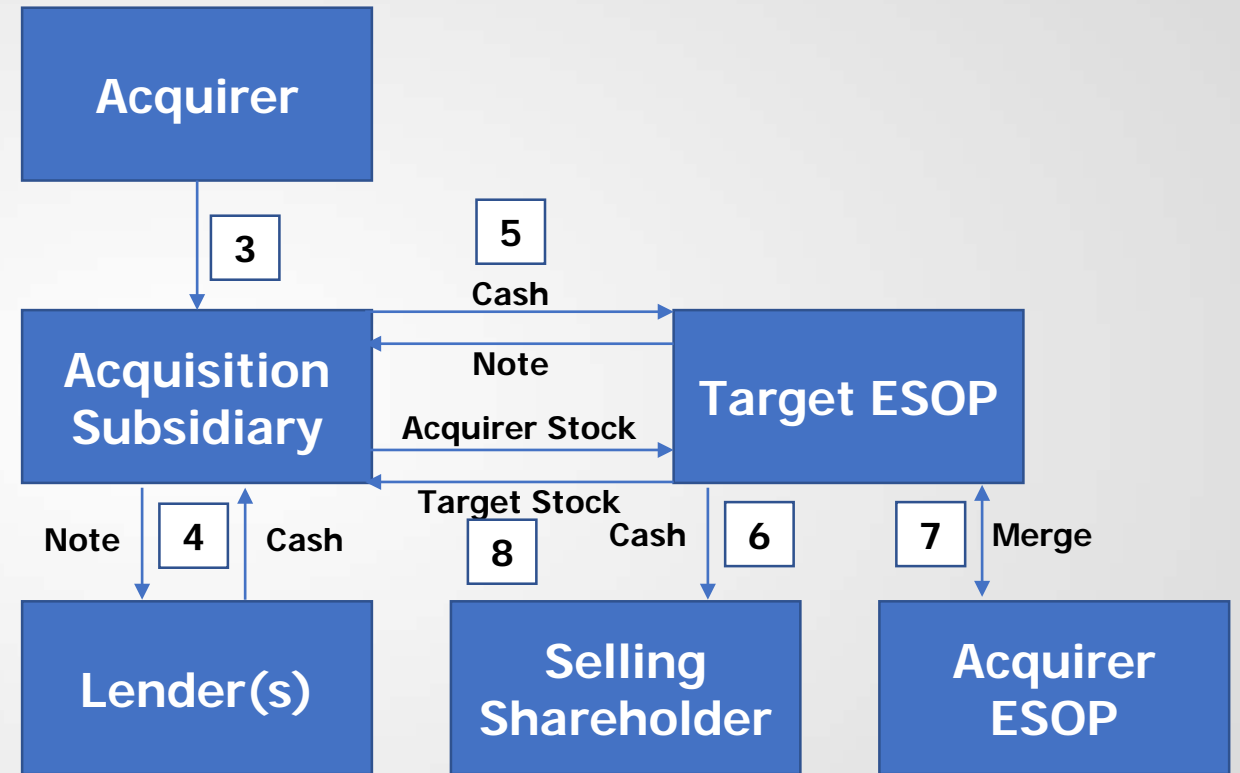 Acquirer
3
5
Cash
Acquisition
Subsidiary
Note
Target ESOP
Acquirer Stock
Target Stock
Note
4
Cash
8
Cash
6
7
Merge
Lender(s)
Selling
Shareholder
Acquirer
ESOP